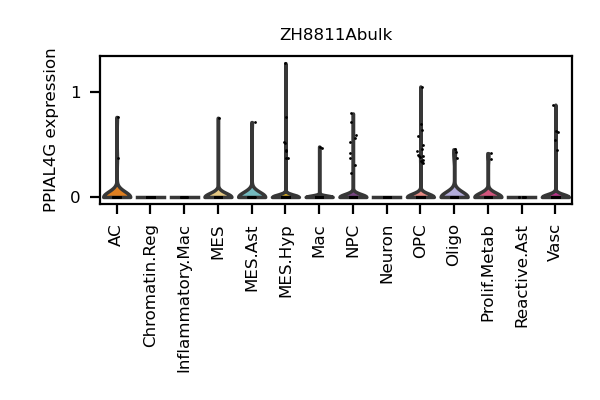 ZH8811Abulk
PPIAL4G expression
1
0
AC
Chromatin.Reg
Inflammatory.Mac
MES
MES.Ast
MES.Hyp
Mac
NPC
Neuron
OPC
Oligo
Prolif.Metab
Reactive.Ast
Vasc